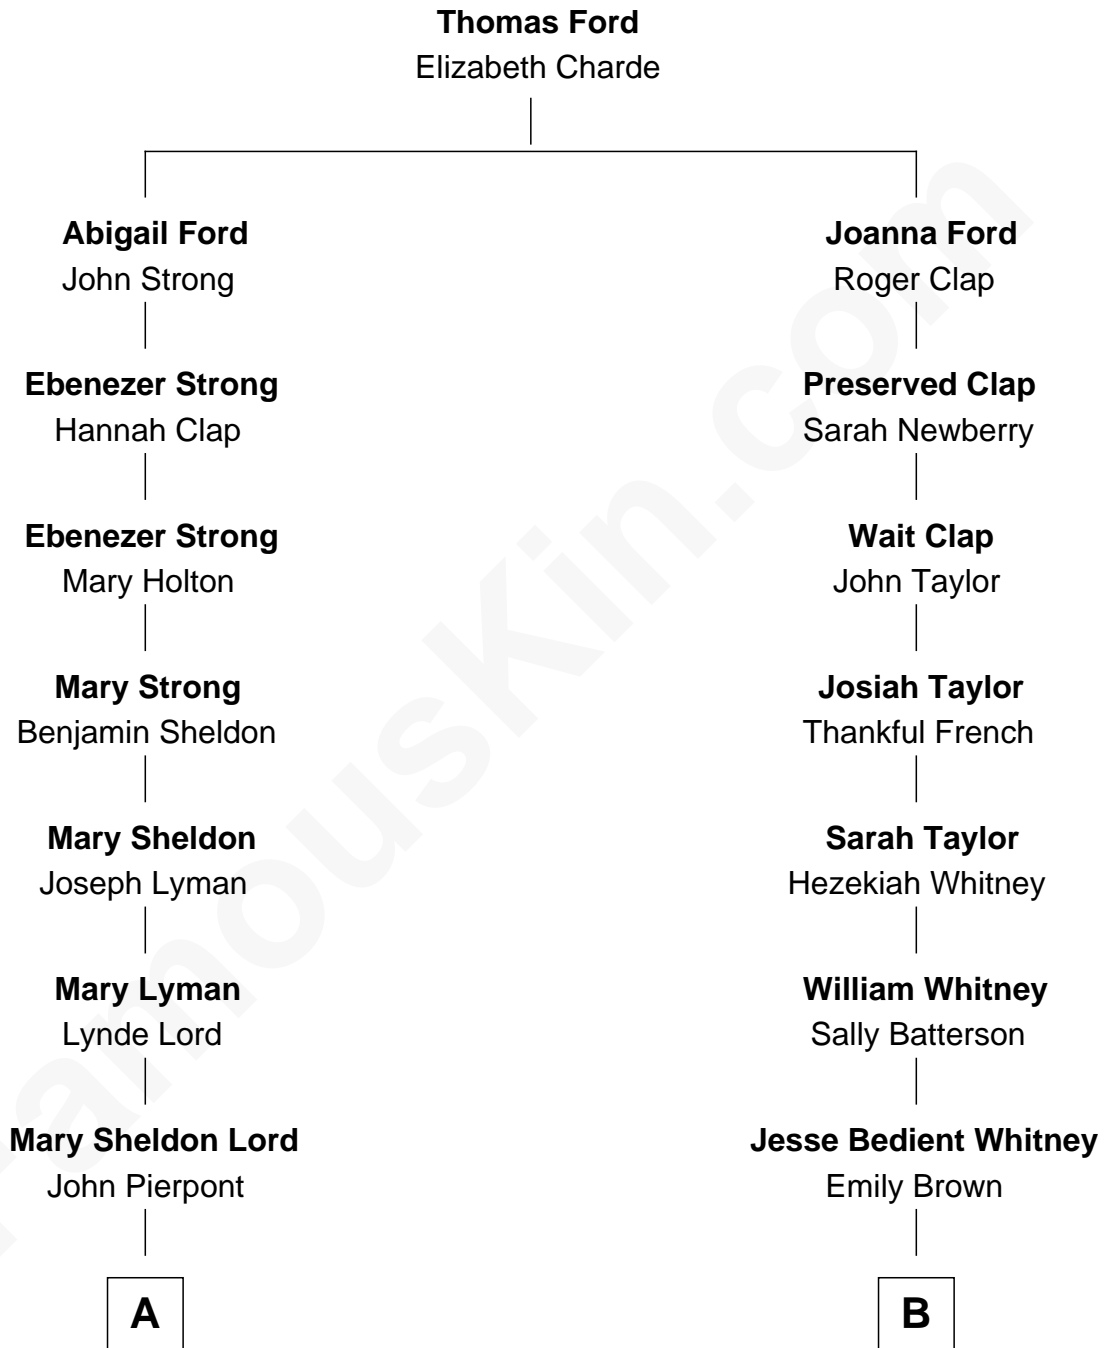 Thomas Ford
Elizabeth Charde
Abigail Ford
John Strong
Joanna Ford
Roger Clap
Ebenezer Strong
Hannah Clap
Preserved Clap
Sarah Newberry
Ebenezer Strong
Mary Holton
Wait Clap
John Taylor
Mary Strong
Benjamin Sheldon
Josiah Taylor
Thankful French
Mary Sheldon
Joseph Lyman
Sarah Taylor
Hezekiah Whitney
Mary Lyman
Lynde Lord
William Whitney
Sally Batterson
Mary Sheldon Lord
John Pierpont
Jesse Bedient Whitney
Emily Brown
A
B
FamousKin.com